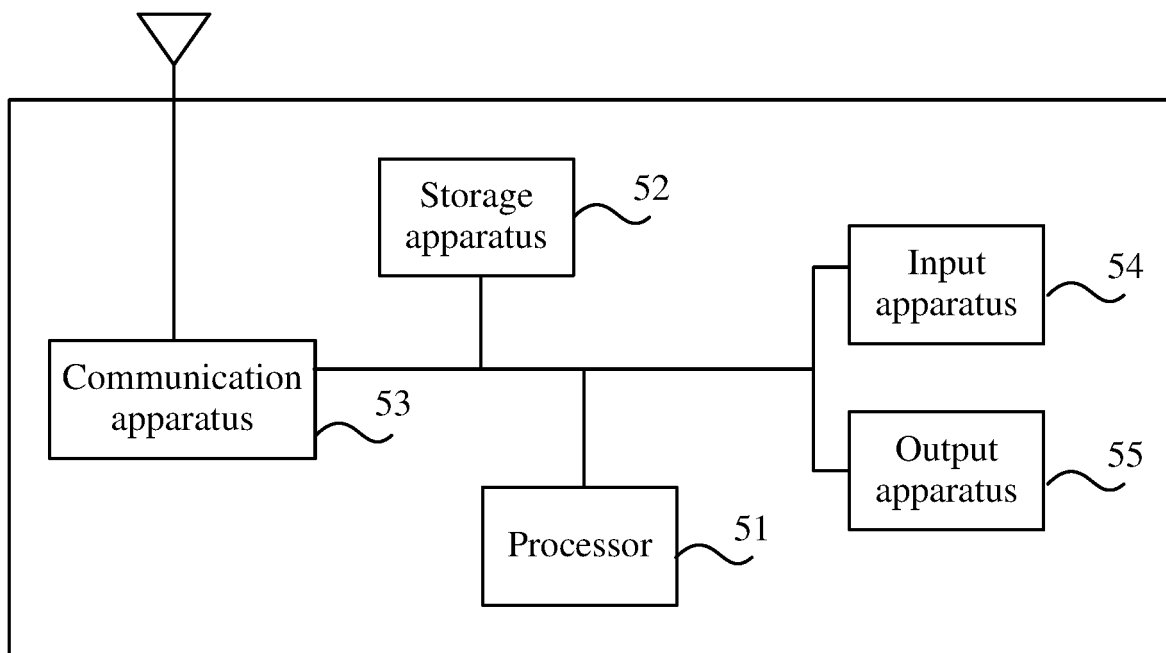 Storage
apparatus
52
Input
apparatus
54
Communication
apparatus
53
Output
apparatus
55
Processor
51